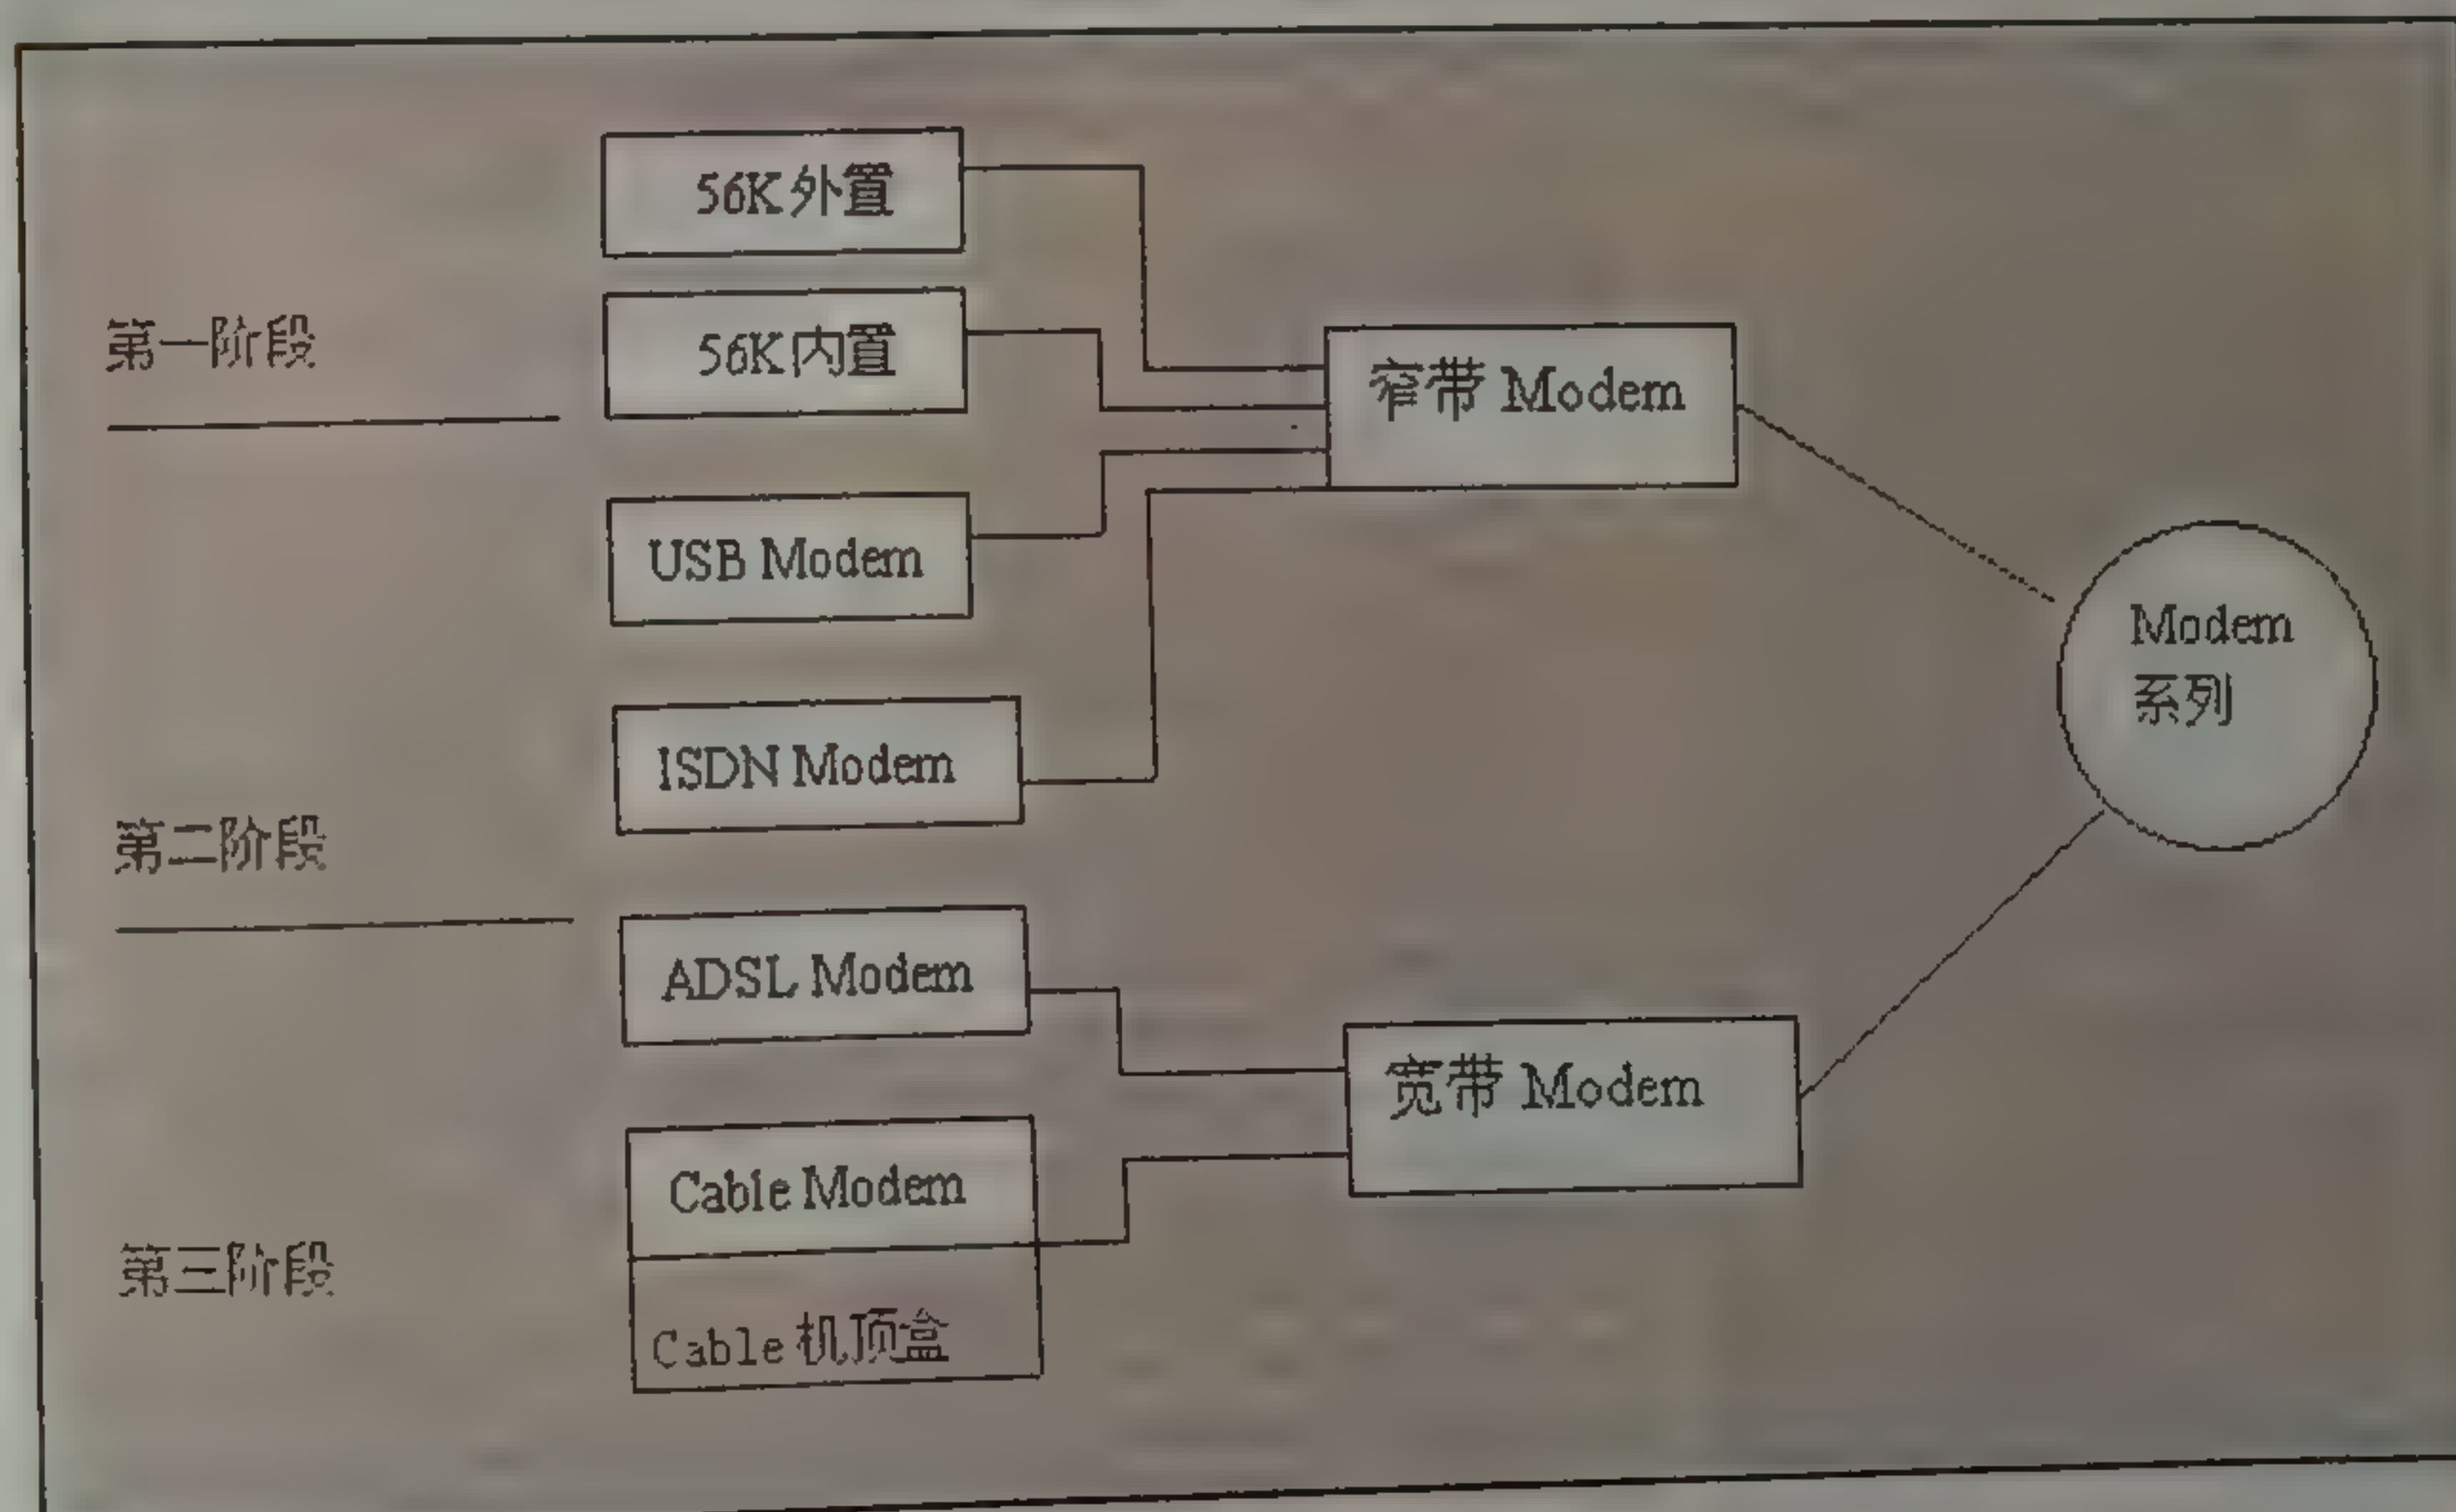 56K外置
第一阶段
56K内置
窄带 Modem
USB Modem
Modem
系列
ISDN Modem
第二阶段
ADSL Modem
宽带 Modem
Cable Modem
第三阶段
Cable 机顶盒